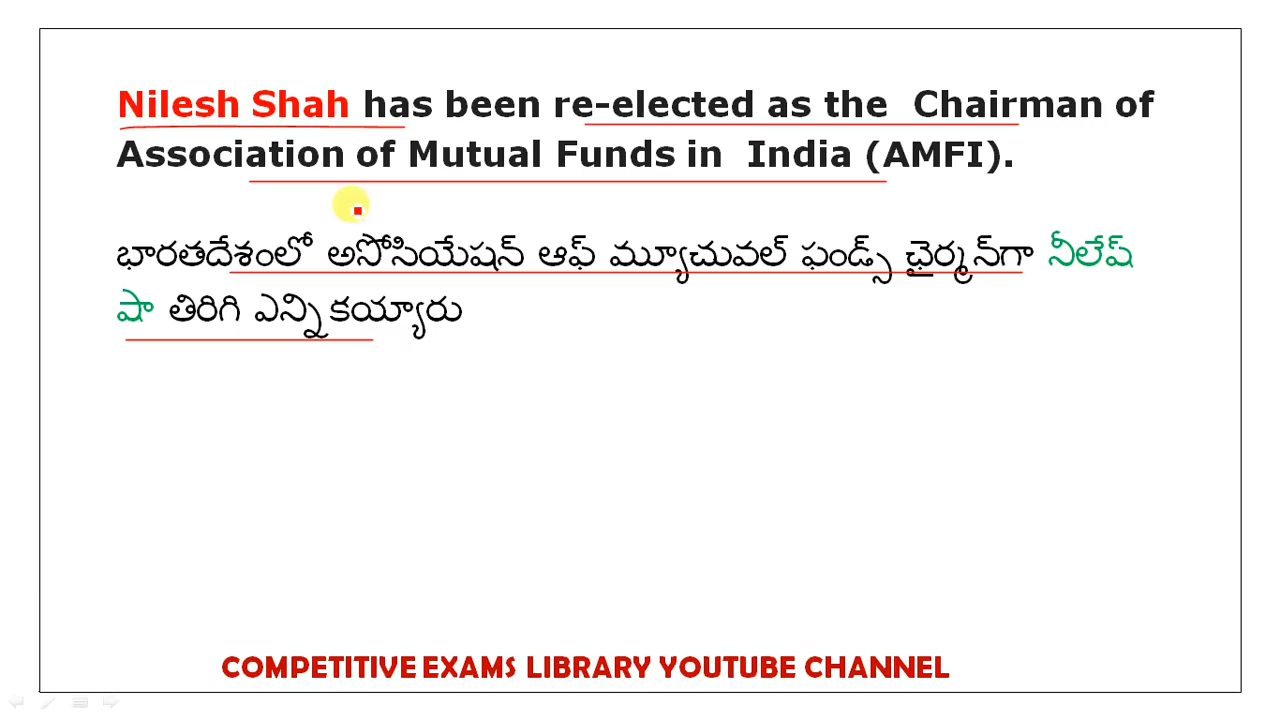 Nilesh Shah has been re-elected as the Chairman of
Association of Mutual Funds in India (AMFI).
భారతదేశంలో అసోసియేషన్ ఆఫ్ మ్యూచువల్ ఫండ్స్ ఛైర్మన్‌గా నీలేష్
షా తిరిగి ఎన్నికయ్యారు
COMPETITIVE EXAMS LIBRARY YOUTUBE CHANNEL